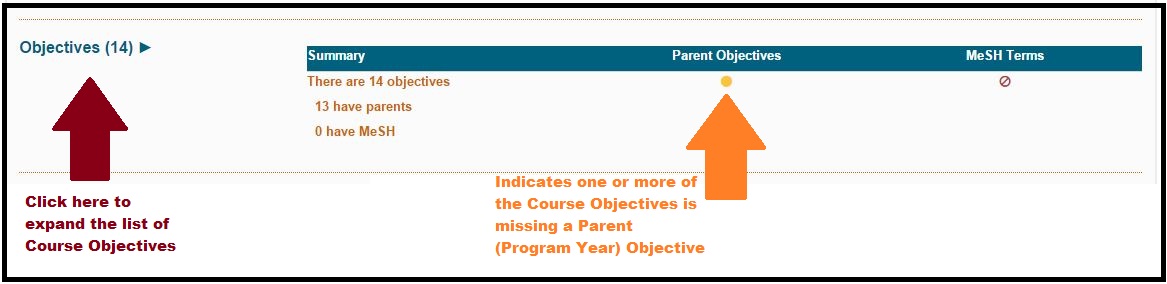 Objectives (14) ►
Summary Parent Objectives MeSH Terms
There are 14 objectives
13 have parents
0 have MeSH
Click here to
expand the list of
Course Objectives
Indicates one or more of
the Course Objectives is
missing a Parent
(Program Year) Objective